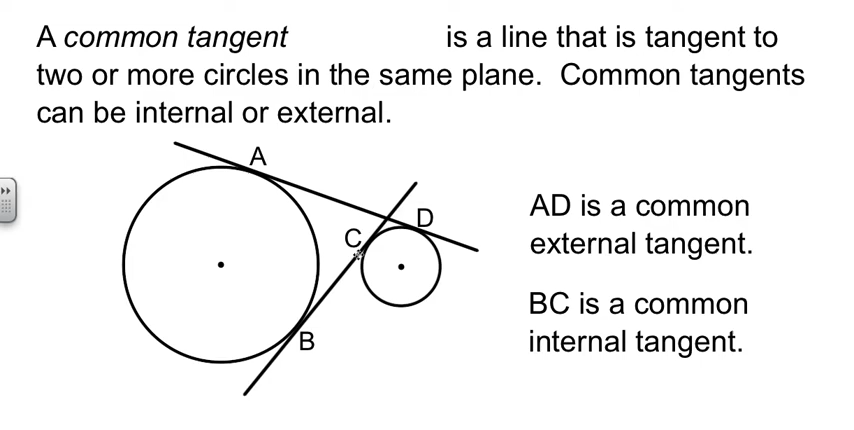 A common tangent is a line that is tangent to
two or more circles in the same plane. Common tangents
can be internal or external.
A
D
C
B
AD is a common
external tangent.
BC is a common
internal tangent.